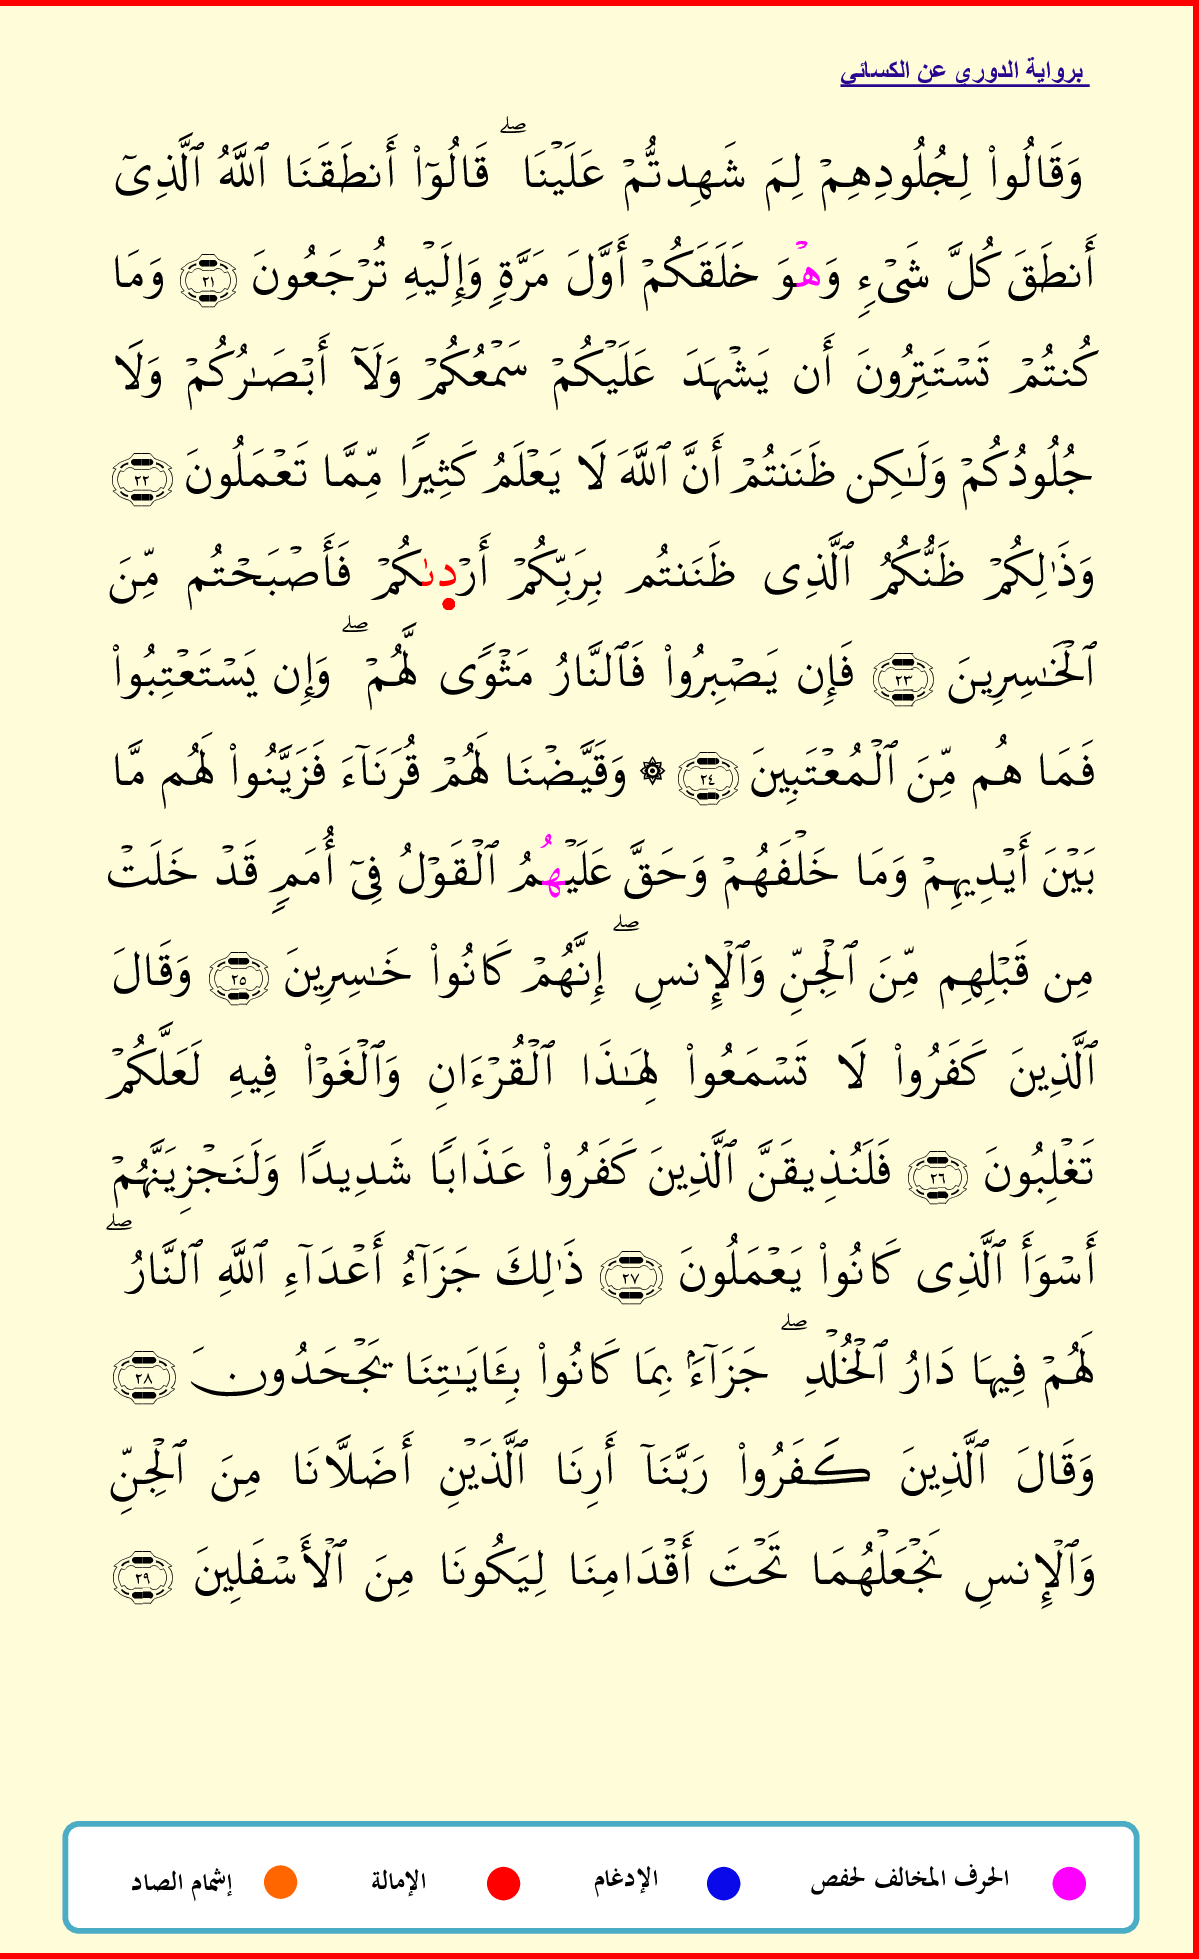 برواية الدوري عن الكسائي
وَقَالُواْ لِجُلُودِهِمۡ لِمَ شَهِدتُّمۡ عَلَيۡنَاۖ قَالُوٓاْ أَنطَقَنَا ٱللَّهُ ٱلَّذِىٓ
أَنطَقَ كُلَّ شَىۡءٖ وَهۡوَ خَلَقَكُمۡ أَوَّلَ مَرَّةٖ وَإِلَيۡهِ تُرۡجَعُونَ ٢١ وَمَا
كُنتُمۡ تَسۡتَتِرُونَ أَن يَشۡهَدَ عَلَيۡكُمۡ سَمۡعُكُمۡ وَلَآ أَبۡصَـٰرُكُمۡ وَلَا
جُلُودُكُمۡ وَلَـٰكِن ظَنَنتُمۡ أَنَّ ٱللَّهَ لَا يَعۡلَمُ كَثِيرٗا مِّمَّا تَعۡمَلُونَ ٢٢
وَذَٰلِكُمۡ ظَنُّكُمُ ٱلَّذِى ظَنَنتُم بِرَبِّكُمۡ أَرۡدِىٰكُمۡ فَأَصۡبَحۡتُم مِّنَ
ٱلۡخَـٰسِرِينَ ٢٣ فَإِن يَصۡبِرُواْ فَٱلنَّارُ مَثۡوٗى لَّهُمۡۖ وَإِن يَسۡتَعۡتِبُواْ
فَمَا هُم مِّنَ ٱلۡمُعۡتَبِينَ ٢٤ ۞ وَقَيَّضۡنَا لَهُمۡ قُرَنَآءَ فَزَيَّنُواْ لَهُم مَّا
بَيۡنَ أَيۡدِيهِمۡ وَمَا خَلۡفَهُمۡ وَحَقَّ عَلَيۡهُمُ ٱلۡقَوۡلُ فِىٓ أُمَمٖ قَدۡ خَلَتۡ
مِن قَبۡلِهِم مِّنَ ٱلۡجِنِّ وَٱلۡإِنسِۖ إِنَّهُمۡ كَانُواْ خَـٰسِرِينَ ٢٥ وَقَالَ
ٱلَّذِينَ كَفَرُواْ لَا تَسۡمَعُواْ لِهَـٰذَا ٱلۡقُرۡءَانِ وَٱلۡغَوۡاْ فِيهِ لَعَلَّكُمۡ
تَغۡلِبُونَ ٢٦ فَلَنُذِيقَنَّ ٱلَّذِينَ كَفَرُواْ عَذَابٗا شَدِيدٗا وَلَنَجۡزِيَنَّهُمۡ
أَسۡوَأَ ٱلَّذِى كَانُواْ يَعۡمَلُونَ ٢٧ ذَٰلِكَ جَزَآءُ أَعۡدَآءِ ٱللَّهِ ٱلنَّارُۖ
لَهُمۡ فِيهَا دَارُ ٱلۡخُلۡدِۖ جَزَآءَۢ بِمَا كَانُواْ بِـَٔايَـٰتِنَا يَجۡحَدُونَ ٢٨
وَقَالَ ٱلَّذِينَ كَفَرُواْ رَبَّنَآ أَرِنَا ٱلَّذَيۡنِ أَضَلَّانَا مِنَ ٱلۡجِنِّ
وَٱلۡإِنسِ نَجۡعَلۡهُمَا تَحۡتَ أَقۡدَامِنَا لِيَكُونَا مِنَ ٱلۡأَسۡفَلِينَ ٢٩
الحرف المخالف لحفص الإدغام الإمالة إشمام الصاد